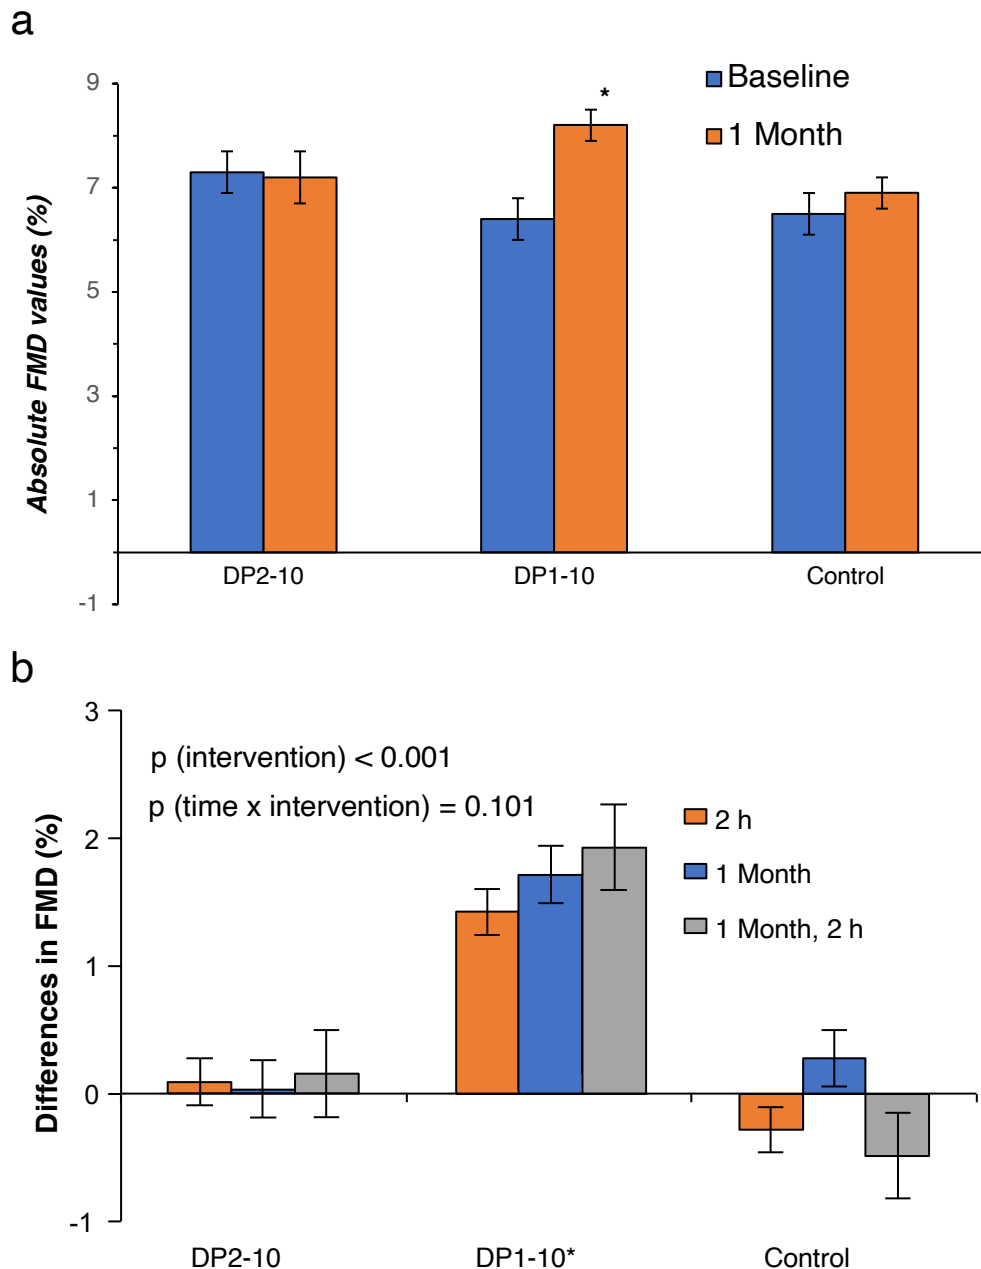 a
Baseline
1 Month
*
Absolute FMD values (%)
9
7
5
3
1
-1
DP2-10
DP1-10
Control
b
p (intervention) < 0.001
p (time x intervention) = 0.101
2 h
1 Month
1 Month, 2 h
Differences in FMD (%)
3
2
1
0
-1
DP2-10
DP1-10*
Control